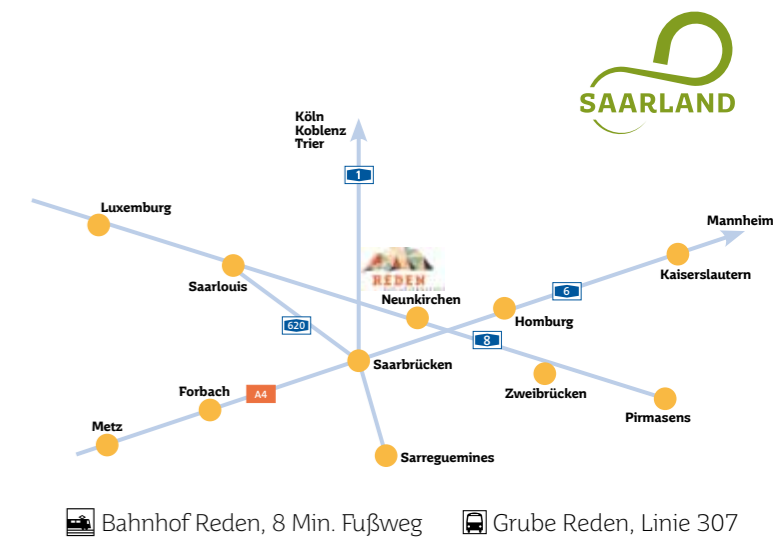 SAARLAND
Köln
Koblenz
Trier
1
Luxemburg
Mannheim
REDEN
Kaiserslautern
Saarlouis
Neunkirchen
6
Homburg
620
8
Saarbrücken
Forbach
A4
Zweibrücken
Pirmasens
Metz
Sarreguemines
Bahnhof Reden, 8 Min. Fußweg
Grube Reden, Linie 307